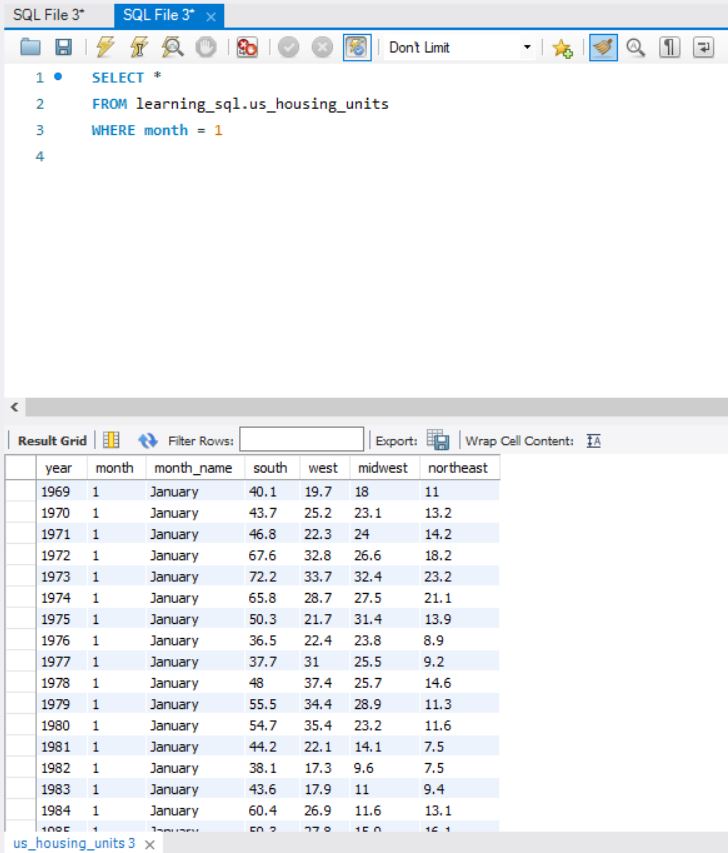 SQL File 3* SQL File 3* ×
Don't Limit
1 SELECT *
2 FROM learning_sql.us_housing_units
3 WHERE month = 1
4
Result Grid Filter Rows: Export: Wrap Cell Content: IA
year month month_name south west midwest northeast
1969 1 January 40.1 19.7 18 11
1970 1 January 43.7 25.2 23.1 13.2
1971 1 January 46.8 22.3 24 14.2
1972 1 January 67.6 32.8 26.6 18.2
1973 1 January 72.2 33.7 32.4 23.2
1974 1 January 65.8 28.7 27.5 21.1
1975 1 January 50.3 21.7 31.4 13.9
1976 1 January 36.5 22.4 23.8 8.9
1977 1 January 37.7 31 25.5 9.2
1978 1 January 48 37.4 25.7 14.6
1979 1 January 55.5 34.4 28.9 11.3
1980 1 January 54.7 35.4 23.2 11.6
1981 1 January 44.2 22.1 14.1 7.5
1982 1 January 38.1 17.3 9.6 7.5
1983 1 January 43.6 17.9 11 9.4
1984 1 January 60.4 26.9 11.6 13.1
1985 1 January
us_housing_units 3 ×